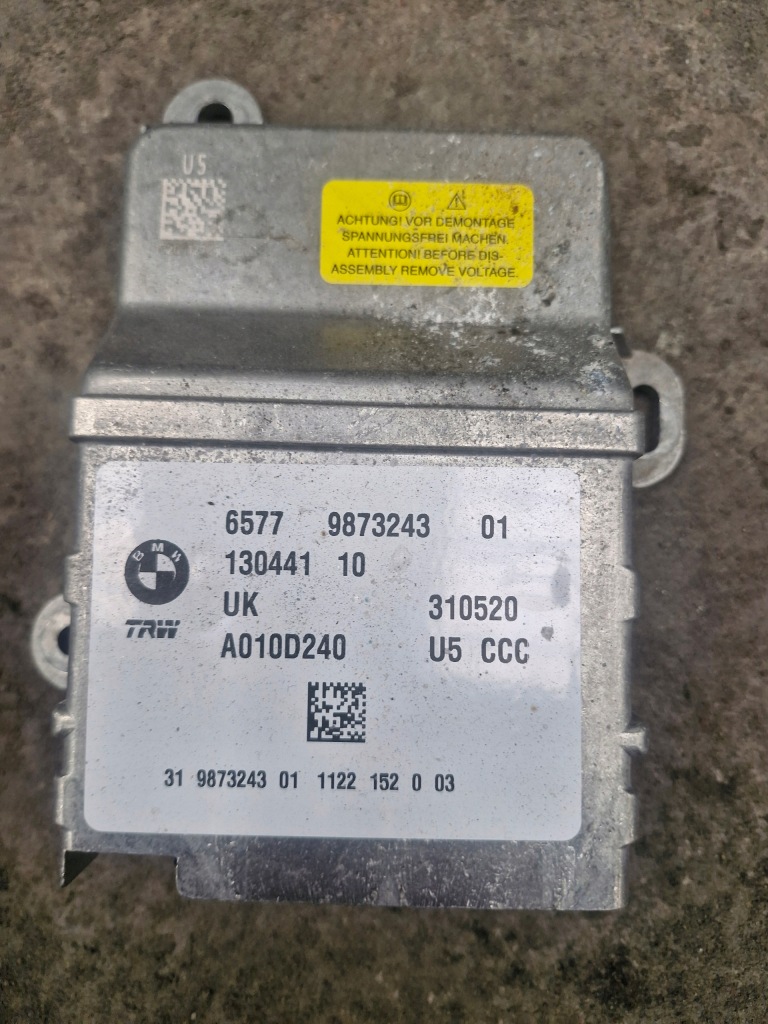 U5
ACHTUNG! VOR DEMONTAGE
SPANNUNGSFREI MACHEN.
ATTENTION! BEFORE DIS-
ASSEMBLY REMOVE VOLTAGE.
6577 9873243 01
BMW
130441 10
UK 310520
TRW
A010D240 U5 CCC
31 9873243 01 1122 152 0 03